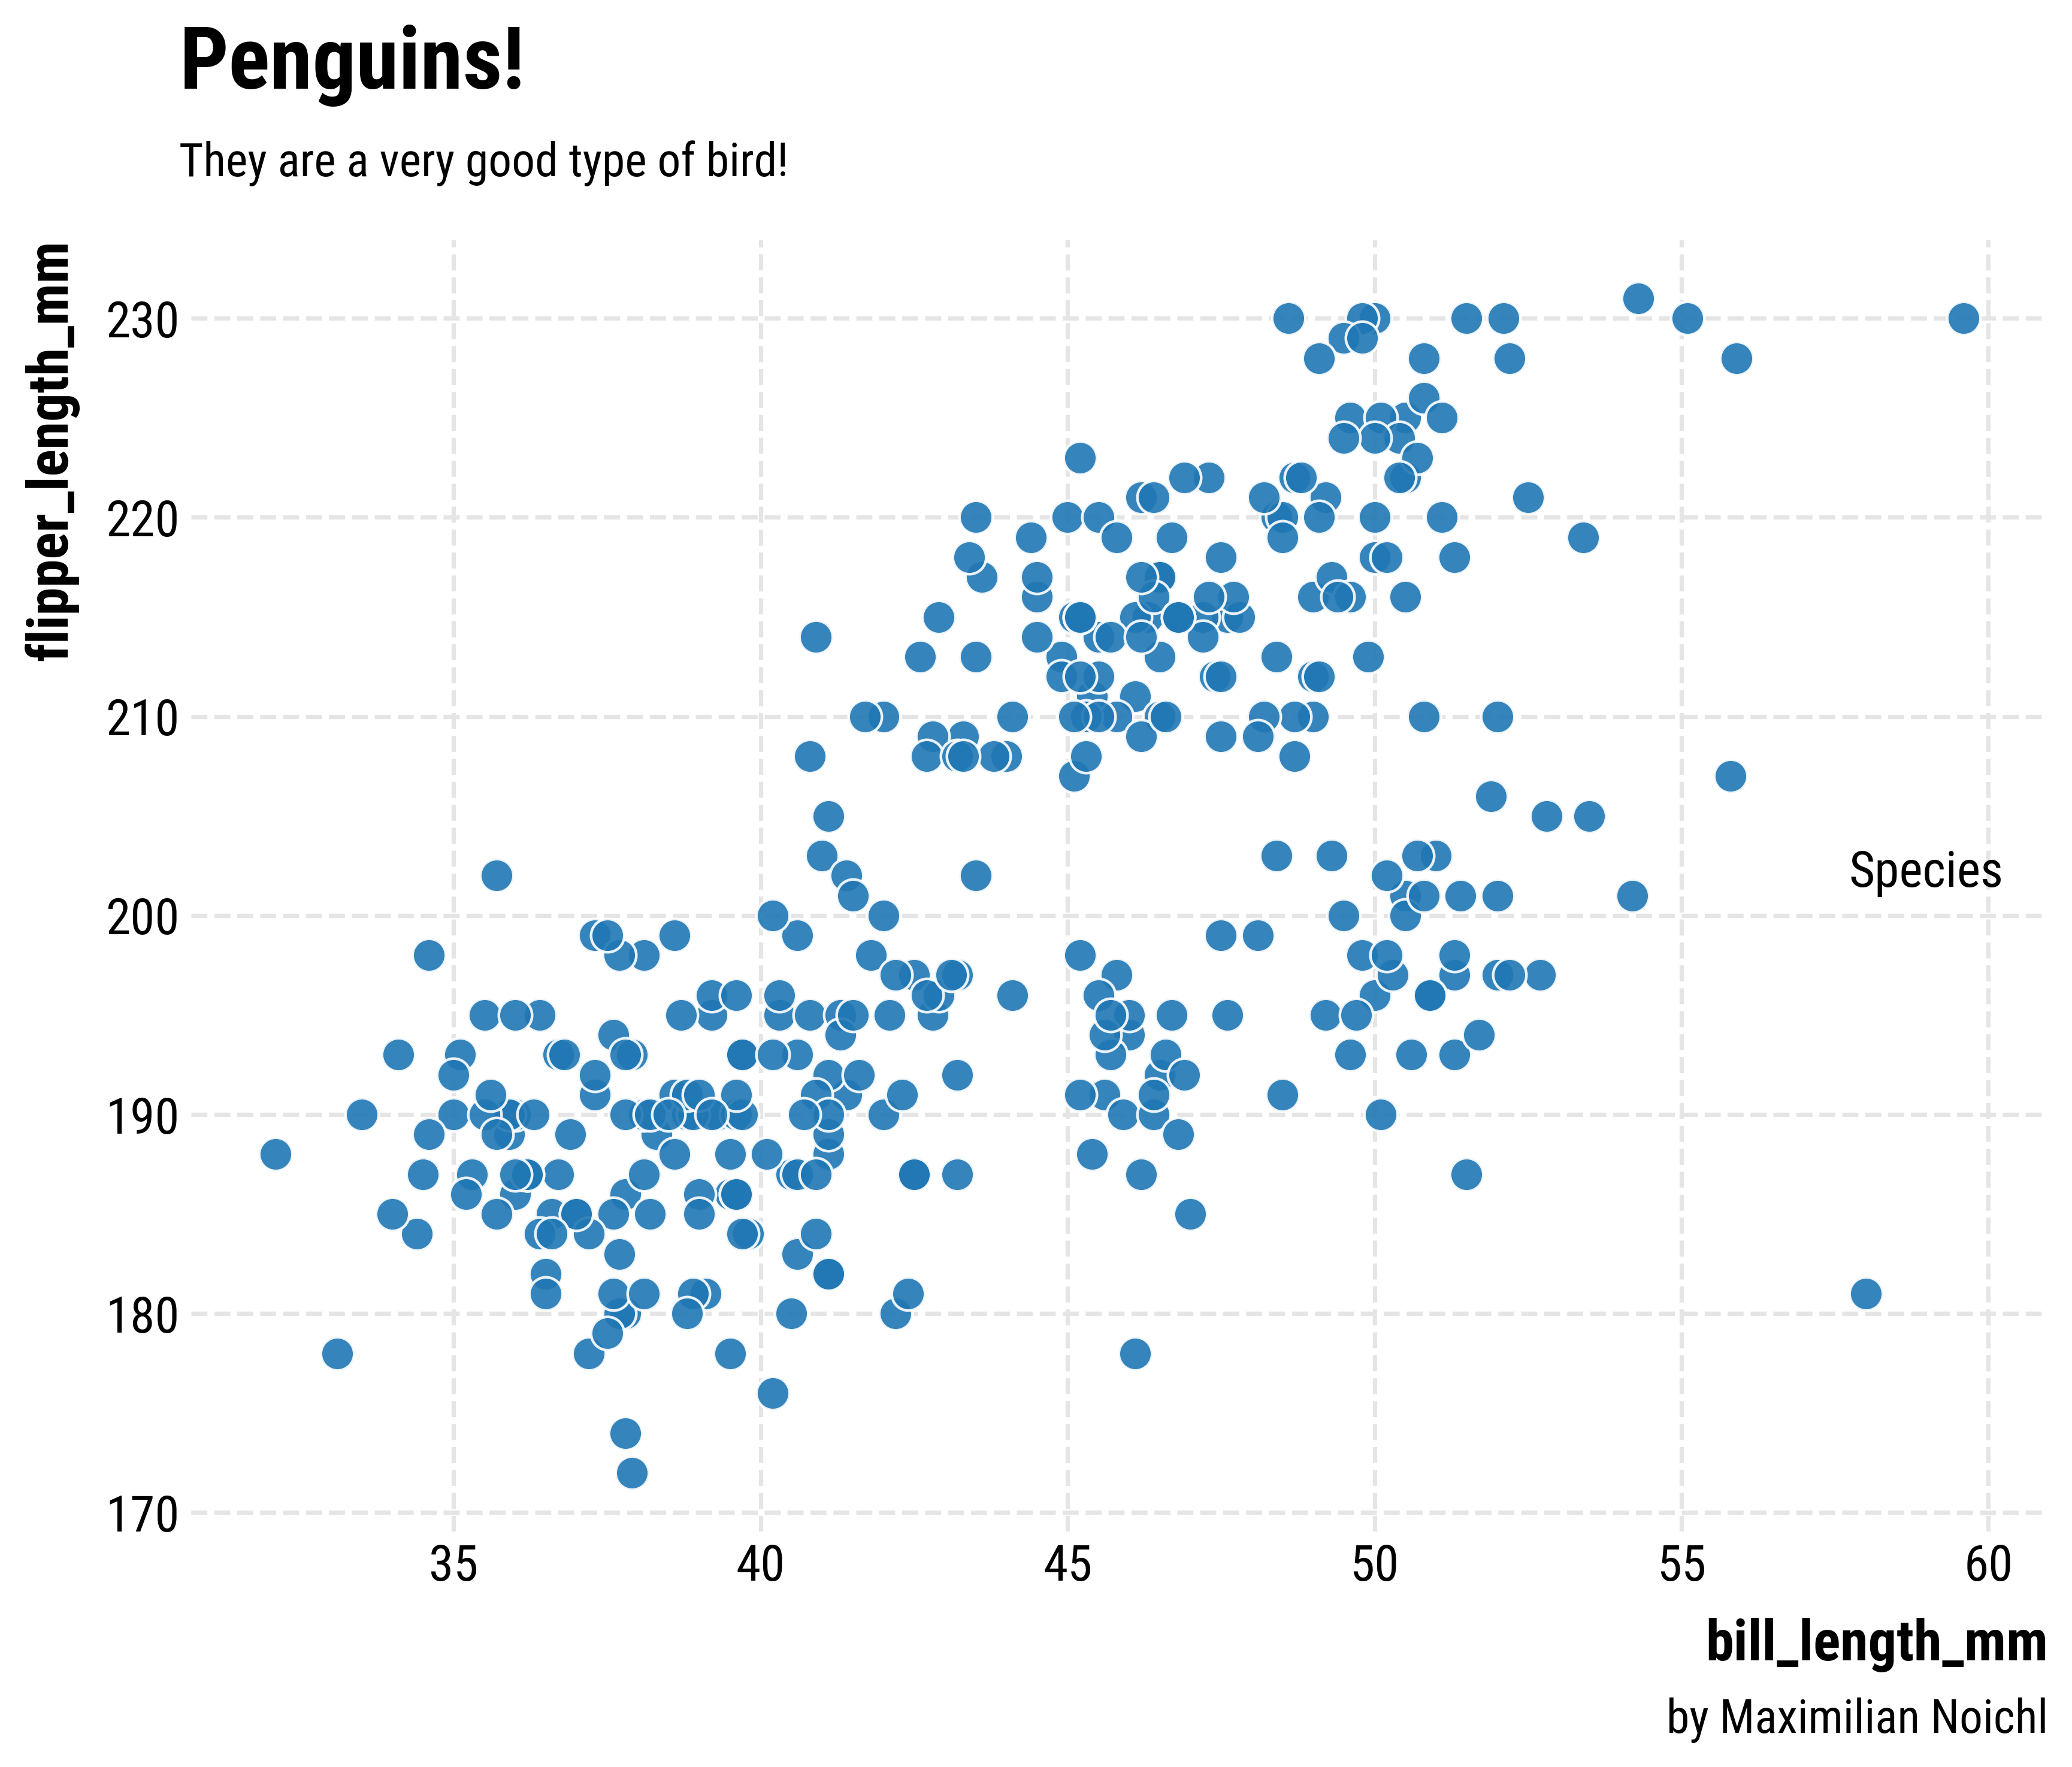 Penguins!
They are a very good type of bird!
flipper_length_mm
230
220
210
Species
200
190
180
170
35 40 45 50 55 60
bill_length_mm
by Maximilian Noichl